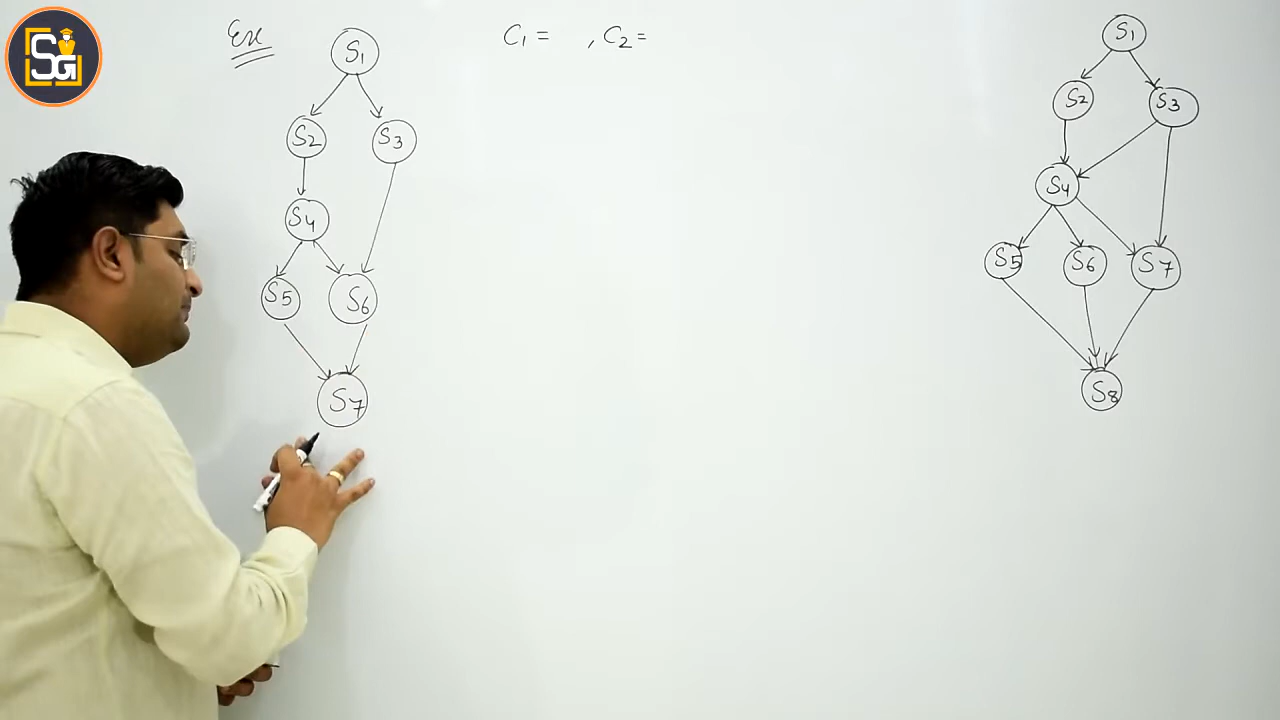 SG
Ex
C1 = , C2 =
S1
S2 S3
S4
S5 S6
S7
S1
S2 S3
S4
S5 S6 S7
S8